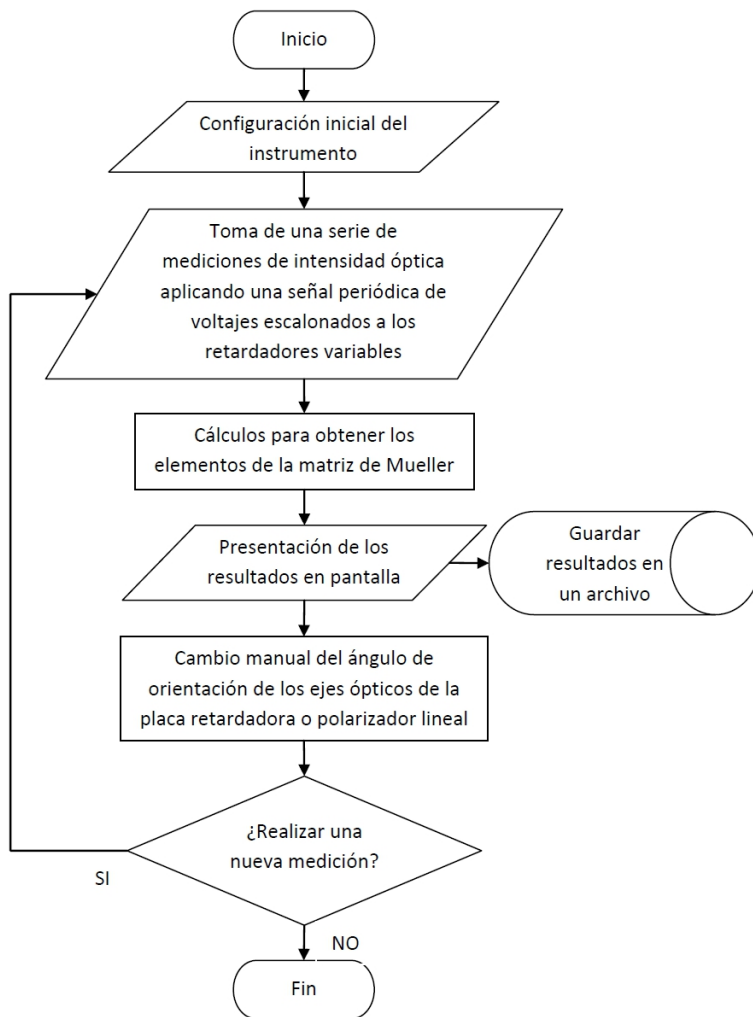 Inicio
Configuración inicial del
instrumento
Toma de una serie de
mediciones de intensidad óptica
aplicando una señal periódica de
voltajes escalonados a los
retardadores variables
Cálculos para obtener los
elementos de la matriz de Mueller
Presentación de los
resultados en pantalla
Guardar
resultados en
un archivo
Cambio manual del ángulo de
orientación de los ejes ópticos de la
placa retardadora o polarizador lineal
¿Realizar una
nueva medición?
SI
NO
Fin